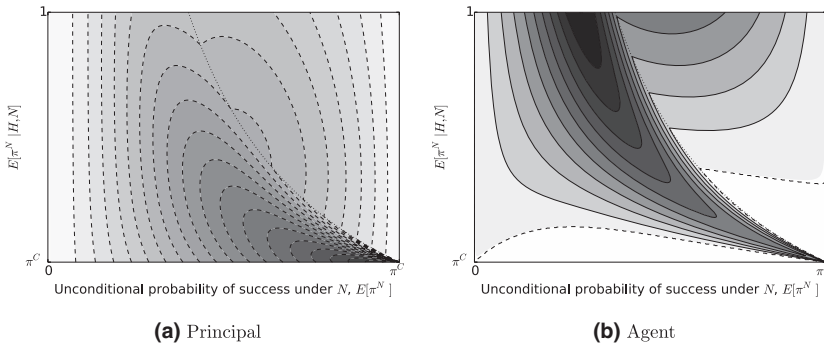 1
E[π^N |H,N]
π^C
0
π^C
Unconditional probability of success under N, E[π^N ]
(a) Principal
1
E[π^N |H,N]
π^C
0
π
Unconditional probability of success under N, E[π^N ]
(b) Agent